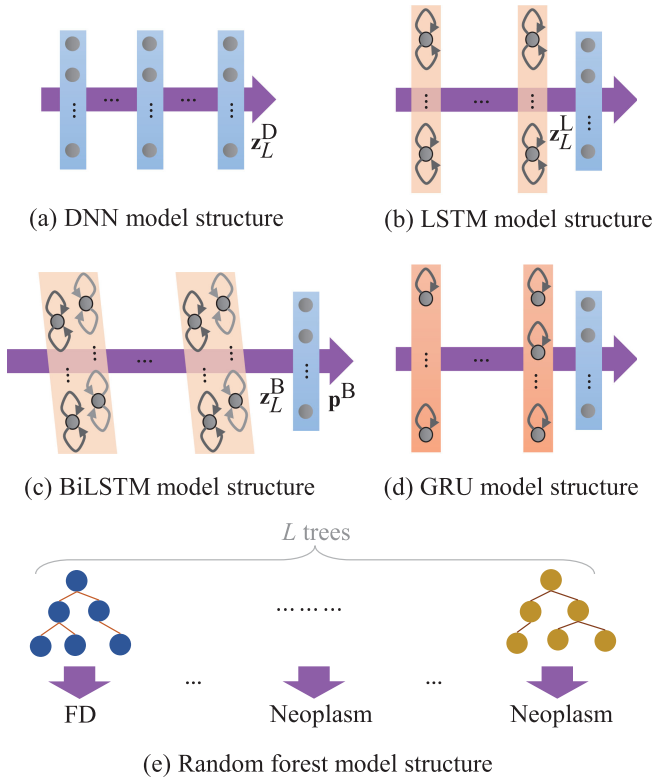 ... ...
z_L^D
(a) DNN model structure
...
z_L^L
(b) LSTM model structure
...
z_L^B
p^B
(c) BiLSTM model structure
...
(d) GRU model structure
L trees
... ... ...
... ...
FD Neoplasm Neoplasm
(e) Random forest model structure